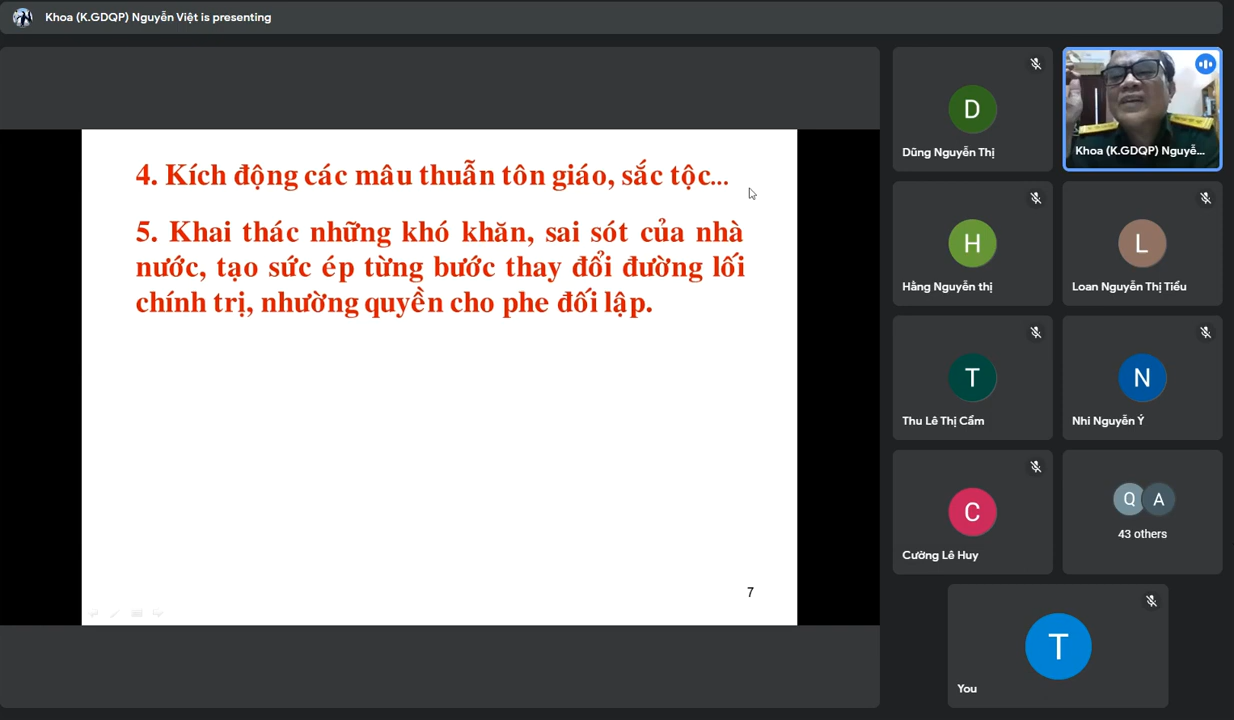 Khoa (K.GDQP) Nguyễn Việt is presenting
4. Kích động các mâu thuẫn tôn giáo, sắc tộc...
5. Khai thác những khó khăn, sai sót của nhà
nước, tạo sức ép từng bước thay đổi đường lối
chính trị, nhường quyền cho phe đối lập.
7
D
Dũng Nguyễn Thị
Khoa (K.GDQP) Nguyễ...
H
Hằng Nguyễn thị
L
Loan Nguyễn Thị Tiểu
T
Thu Lê Thị Cẩm
N
Nhi Nguyễn Ý
C
Cường Lê Huy
Q A
43 others
T
You